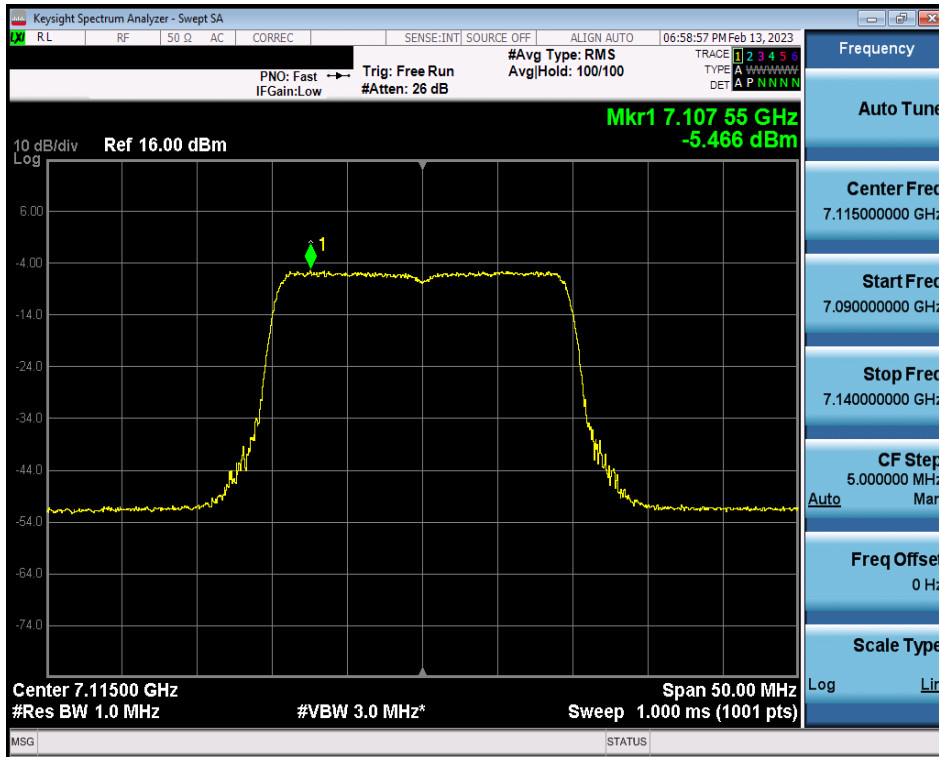 Keysight Spectrum Analyzer - Swept SA
LXI RL RF 50 Ω AC CORREC SENSE:INT SOURCE OFF ALIGN AUTO 06:58:57 PM Feb 13, 2023
PNO: Fast
IFGain:Low
Trig: Free Run
#Atten: 26 dB
#Avg Type: RMS
Avg|Hold: 100/100
TRACE 1 2 3 4 5 6
TYPE A WWWWW
DET A P N N N N
Mkr1 7.107 55 GHz
-5.466 dBm
10 dB/div Ref 16.00 dBm
Log
6.00
-4.00
-14.0
-24.0
-34.0
-44.0
-54.0
-64.0
-74.0
1
Center 7.11500 GHz Span 50.00 MHz
#Res BW 1.0 MHz #VBW 3.0 MHz* Sweep 1.000 ms (1001 pts)
MSG STATUS
Frequency
Auto Tune
Center Freq
7.115000000 GHz
Start Freq
7.090000000 GHz
Stop Freq
7.140000000 GHz
CF Step
5.000000 MHz
Auto Man
Freq Offset
0 Hz
Scale Type
Log Lin